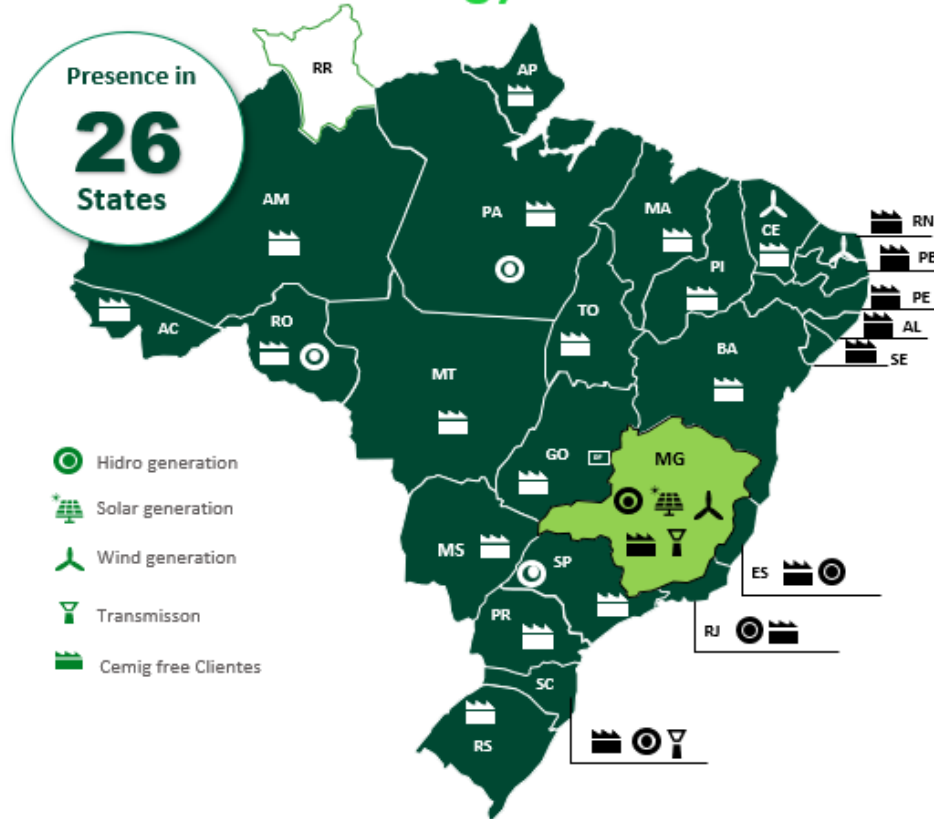 Presence in
26
States
RR
AP
AM
PA
MA
CE
RN
PB
PI
PE
TO
AL
AC
RO
BA
SE
MT
GO
DF
MG
Hidro generation
Solar generation
Wind generation
MS
SP
ES
Transmisson
PR
RJ
Cemig free Clientes
SC
RS